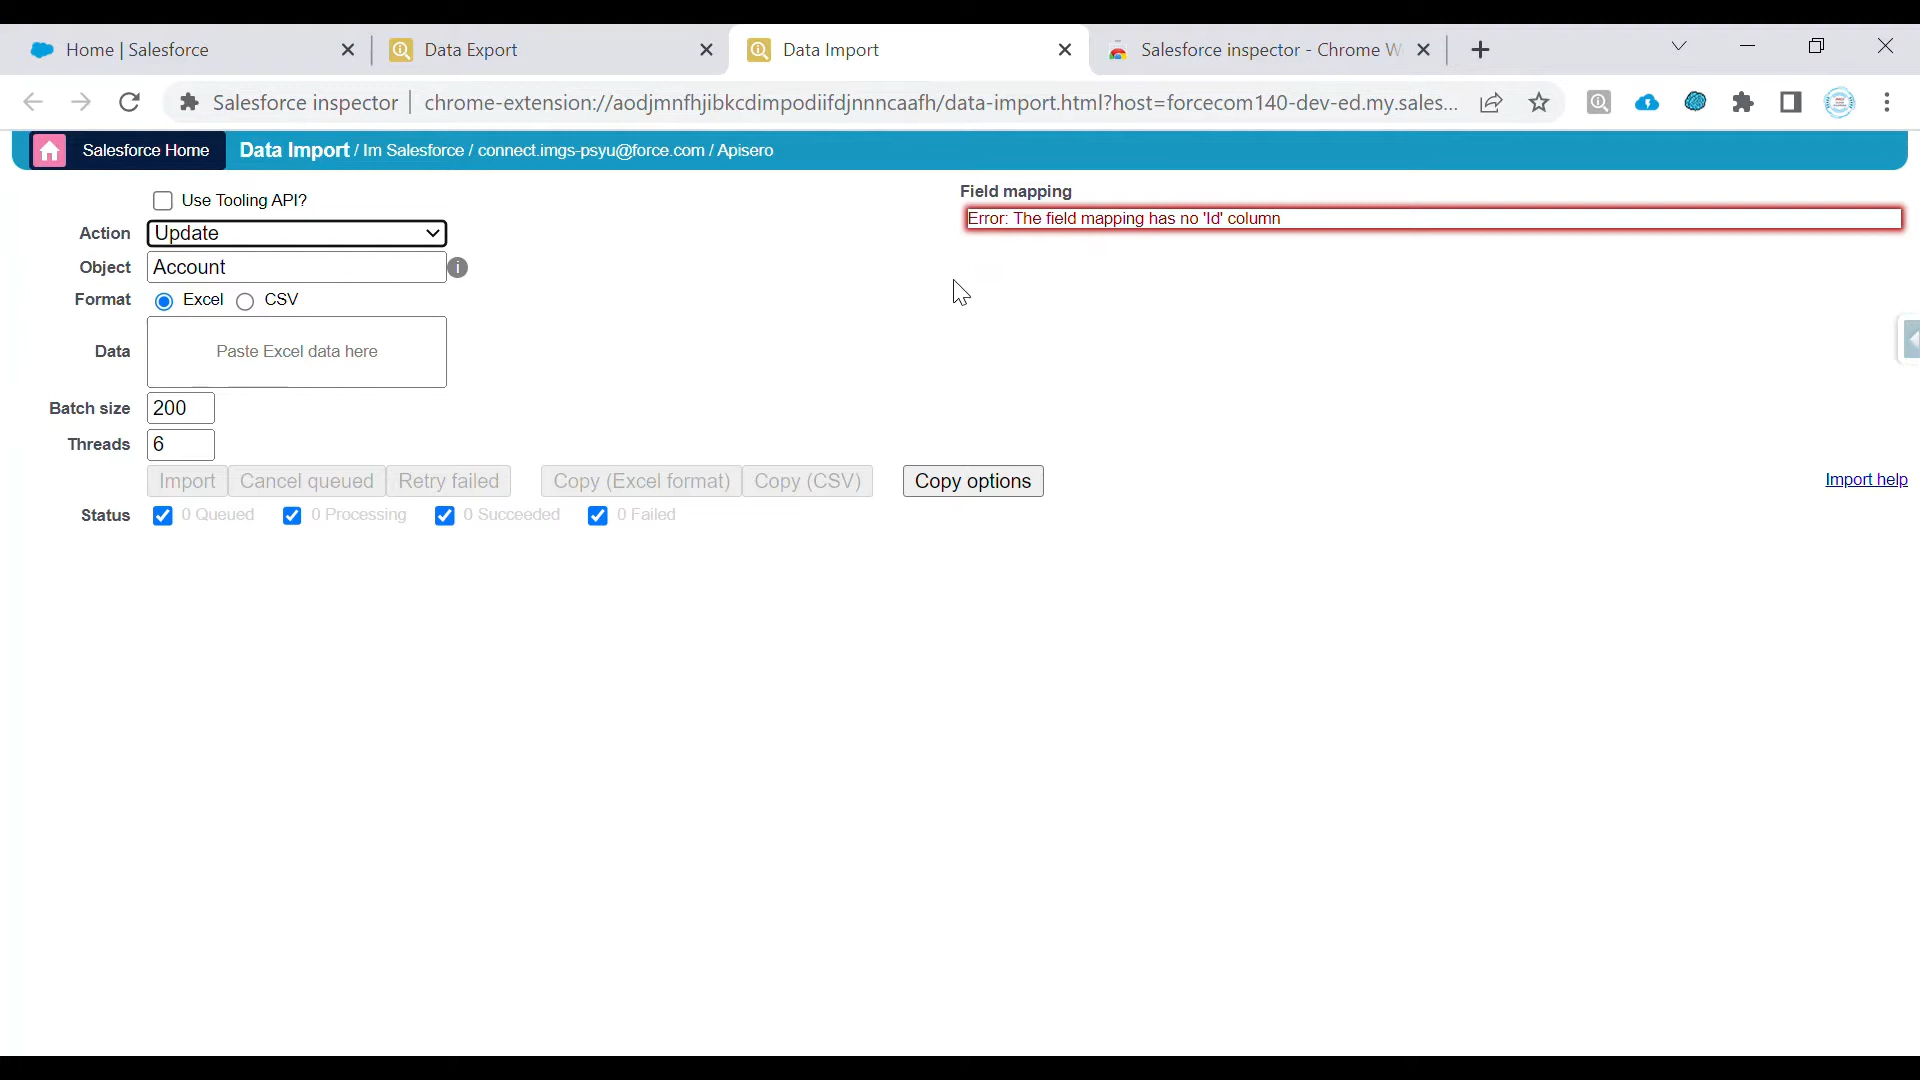 Home | Salesforce
Data Export
Data Import
Salesforce inspector - Chrome W
Salesforce inspector
chrome-extension://aodjmnfhjibkcdimpodiifdjnnncaafh/data-import.html?host=forcecom140-dev-ed.my.sales...
Salesforce Home
Data Import / Im Salesforce / connect.imgs-psyu@force.com / Apisero
Use Tooling API?
Action Update
Object Account
Format Excel CSV
Data Paste Excel data here
Batch size 200
Threads 6
Import Cancel queued Retry failed Copy (Excel format) Copy (CSV) Copy options
Status 0 Queued 0 Processing 0 Succeeded 0 Failed
Field mapping
Error: The field mapping has no 'Id' column
Import help